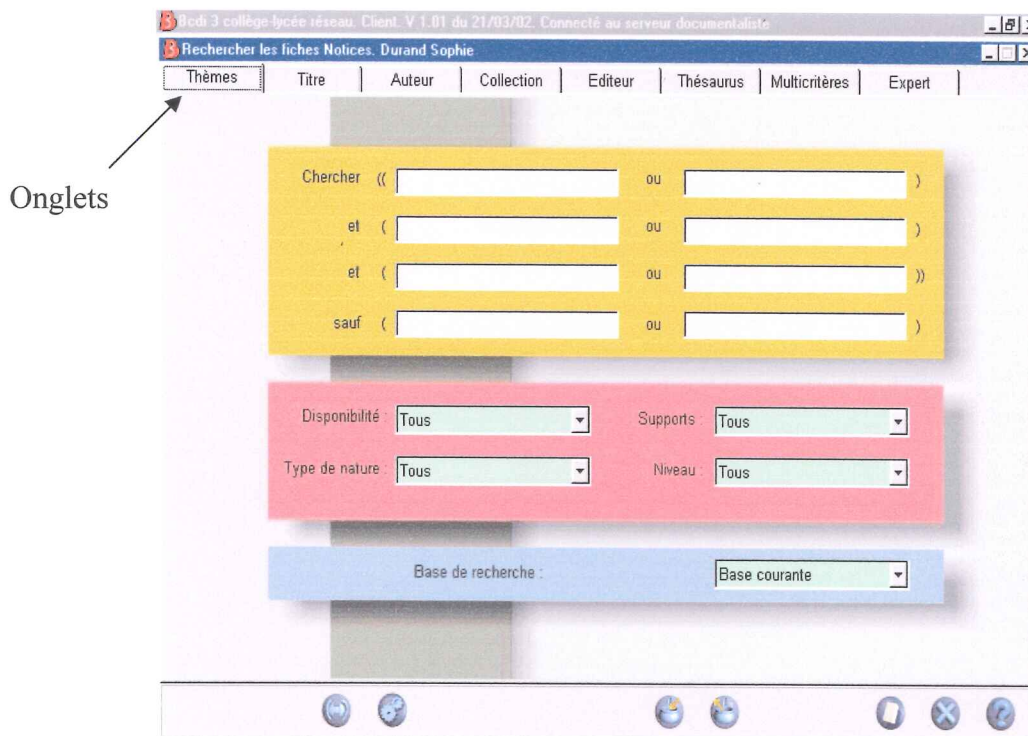 Bcdi 3 collège-lycée réseau. Client. V 1.01 du 21/03/02. Connecté au serveur documentaliste
Rechercher les fiches Notices. Durand Sophie
Thèmes Titre Auteur Collection Editeur Thésaurus Multicritères Expert
Onglets
Chercher (( ou )
et ( ou )
et ( ou ))
sauf ( ou )
Disponibilité : Tous Supports : Tous
Type de nature : Tous Niveau : Tous
Base de recherche : Base courante